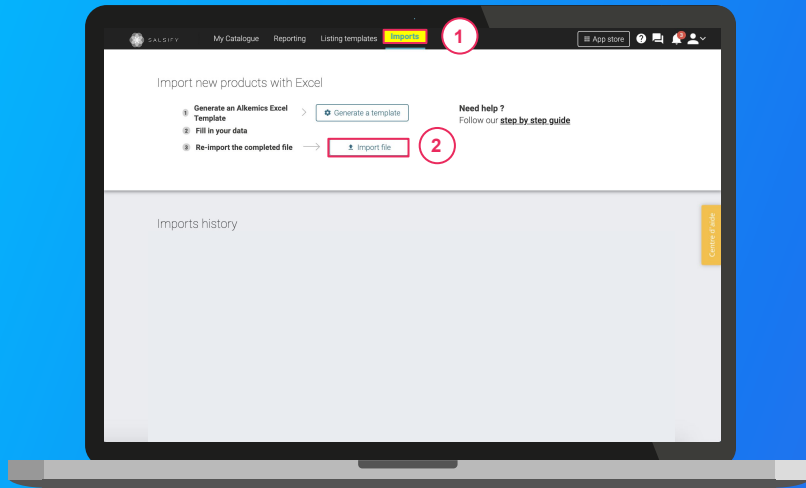 SALSIFY My Catalogue Reporting Listing templates Imports 1 App store 3
Import new products with Excel
1 Generate an Alkemics Excel
Template
Generate a template
2 Fill in your data
3 Re-import the completed file
Import file
2
Need help ?
Follow our step by step guide
Imports history
Centre d'aide